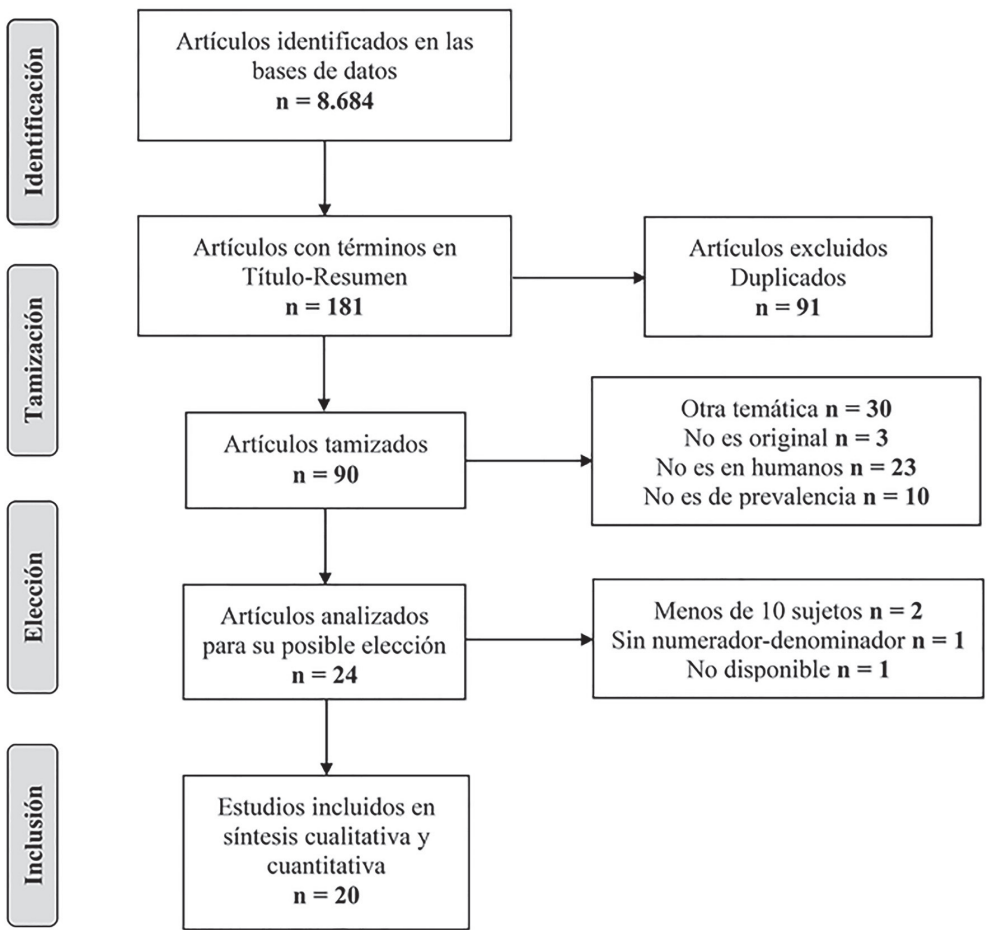 Identificación
Artículos identificados en las
bases de datos
n = 8.684
Tamización
Artículos con términos en
Título-Resumen
n = 181
Artículos excluidos
Duplicados
n = 91
Artículos tamizados
n = 90
Otra temática n = 30
No es original n = 3
No es en humanos n = 23
No es de prevalencia n = 10
Elección
Artículos analizados
para su posible elección
n = 24
Menos de 10 sujetos n = 2
Sin numerador-denominador n = 1
No disponible n = 1
Inclusión
Estudios incluidos en
síntesis cualitativa y
cuantitativa
n = 20